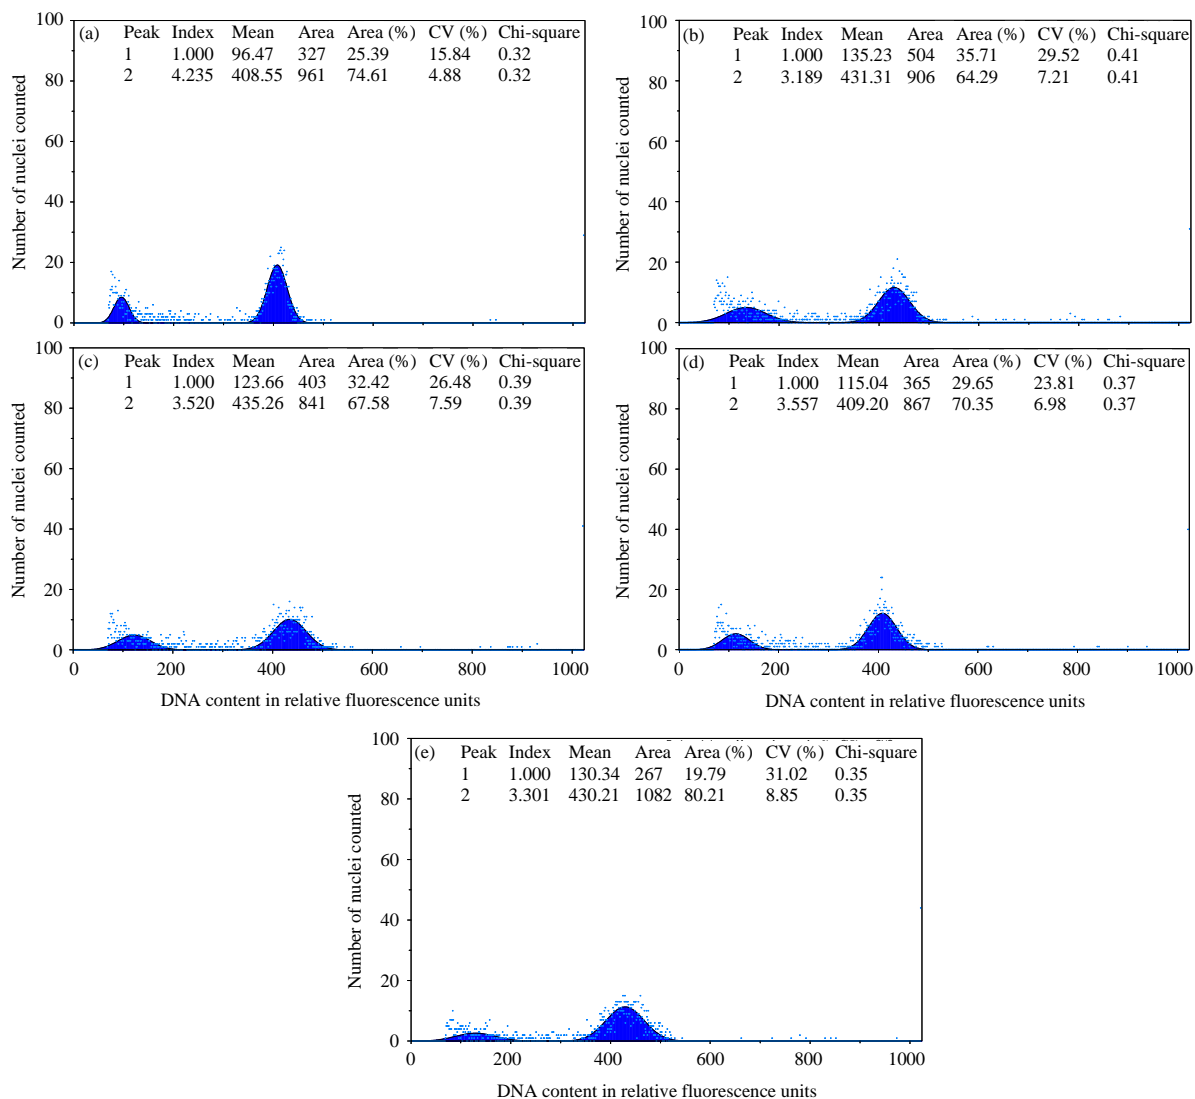 (a) Peak Index Mean Area Area (%) CV (%) Chi-square
1 1.000 96.47 327 25.39 15.84 0.32
2 4.235 408.55 961 74.61 4.88 0.32
100
80
60
40
20
0
Number of nuclei counted
0 200 400 600 800 1000
(b) Peak Index Mean Area Area (%) CV (%) Chi-square
1 1.000 135.23 504 35.71 29.52 0.41
2 3.189 431.31 906 64.29 7.21 0.41
100
80
60
40
20
0
Number of nuclei counted
0 200 400 600 800 1000
(c) Peak Index Mean Area Area (%) CV (%) Chi-square
1 1.000 123.66 403 32.42 26.48 0.39
2 3.520 435.26 841 67.58 7.59 0.39
100
80
60
40
20
0
Number of nuclei counted
0 200 400 600 800 1000
DNA content in relative fluorescence units
(d) Peak Index Mean Area Area (%) CV (%) Chi-square
1 1.000 115.04 365 29.65 23.81 0.37
2 3.557 409.20 867 70.35 6.98 0.37
100
80
60
40
20
0
Number of nuclei counted
0 200 400 600 800 1000
DNA content in relative fluorescence units
(e) Peak Index Mean Area Area (%) CV (%) Chi-square
1 1.000 130.34 267 19.79 31.02 0.35
2 3.301 430.21 1082 80.21 8.85 0.35
100
80
60
40
20
0
Number of nuclei counted
0 200 400 600 800 1000
DNA content in relative fluorescence units